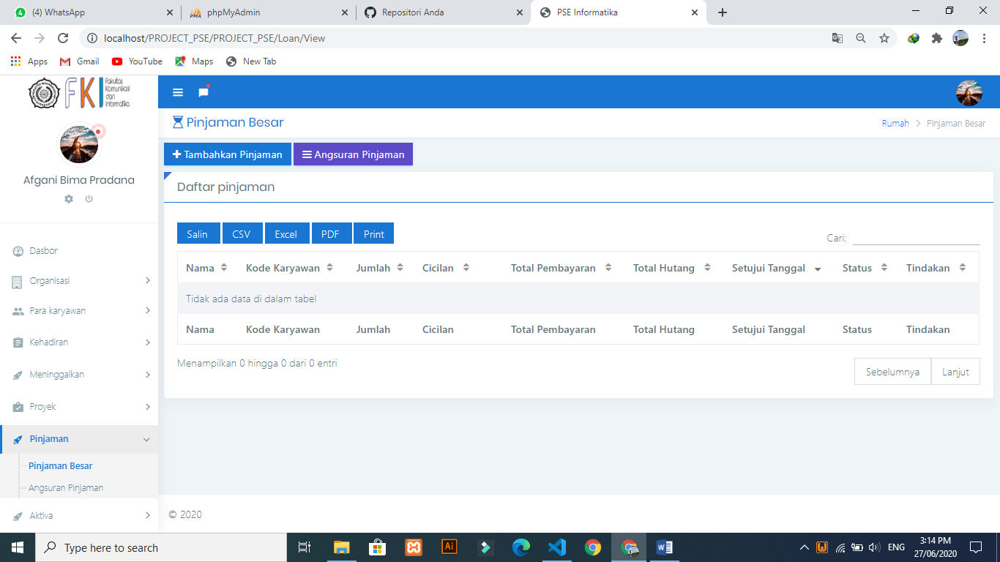 (4) WhatsApp
phpMyAdmin
Repositori Anda
PSE Informatika
localhost/PROJECT_PSE/PROJECT_PSE/Loan/View
Apps Gmail YouTube Maps New Tab
FKI Fakultas Komunikasi dan Informatika
Afgani Bima Pradana
Dasbor
Organisasi
Para karyawan
Kehadiran
Meninggalkan
Proyek
Pinjaman
Pinjaman Besar
Angsuran Pinjaman
Aktiva
Pinjaman Besar
Rumah > Pinjaman Besar
Tambahkan Pinjaman Angsuran Pinjaman
Daftar pinjaman
Salin CSV Excel PDF Print
Cari:
Nama Kode Karyawan Jumlah Cicilan Total Pembayaran Total Hutang Setujui Tanggal Status Tindakan
Tidak ada data di dalam tabel
Nama Kode Karyawan Jumlah Cicilan Total Pembayaran Total Hutang Setujui Tanggal Status Tindakan
Menampilkan 0 hingga 0 dari 0 entri
Sebelumnya Lanjut
© 2020
Type here to search
Ai
ENG
3:14 PM
27/06/2020